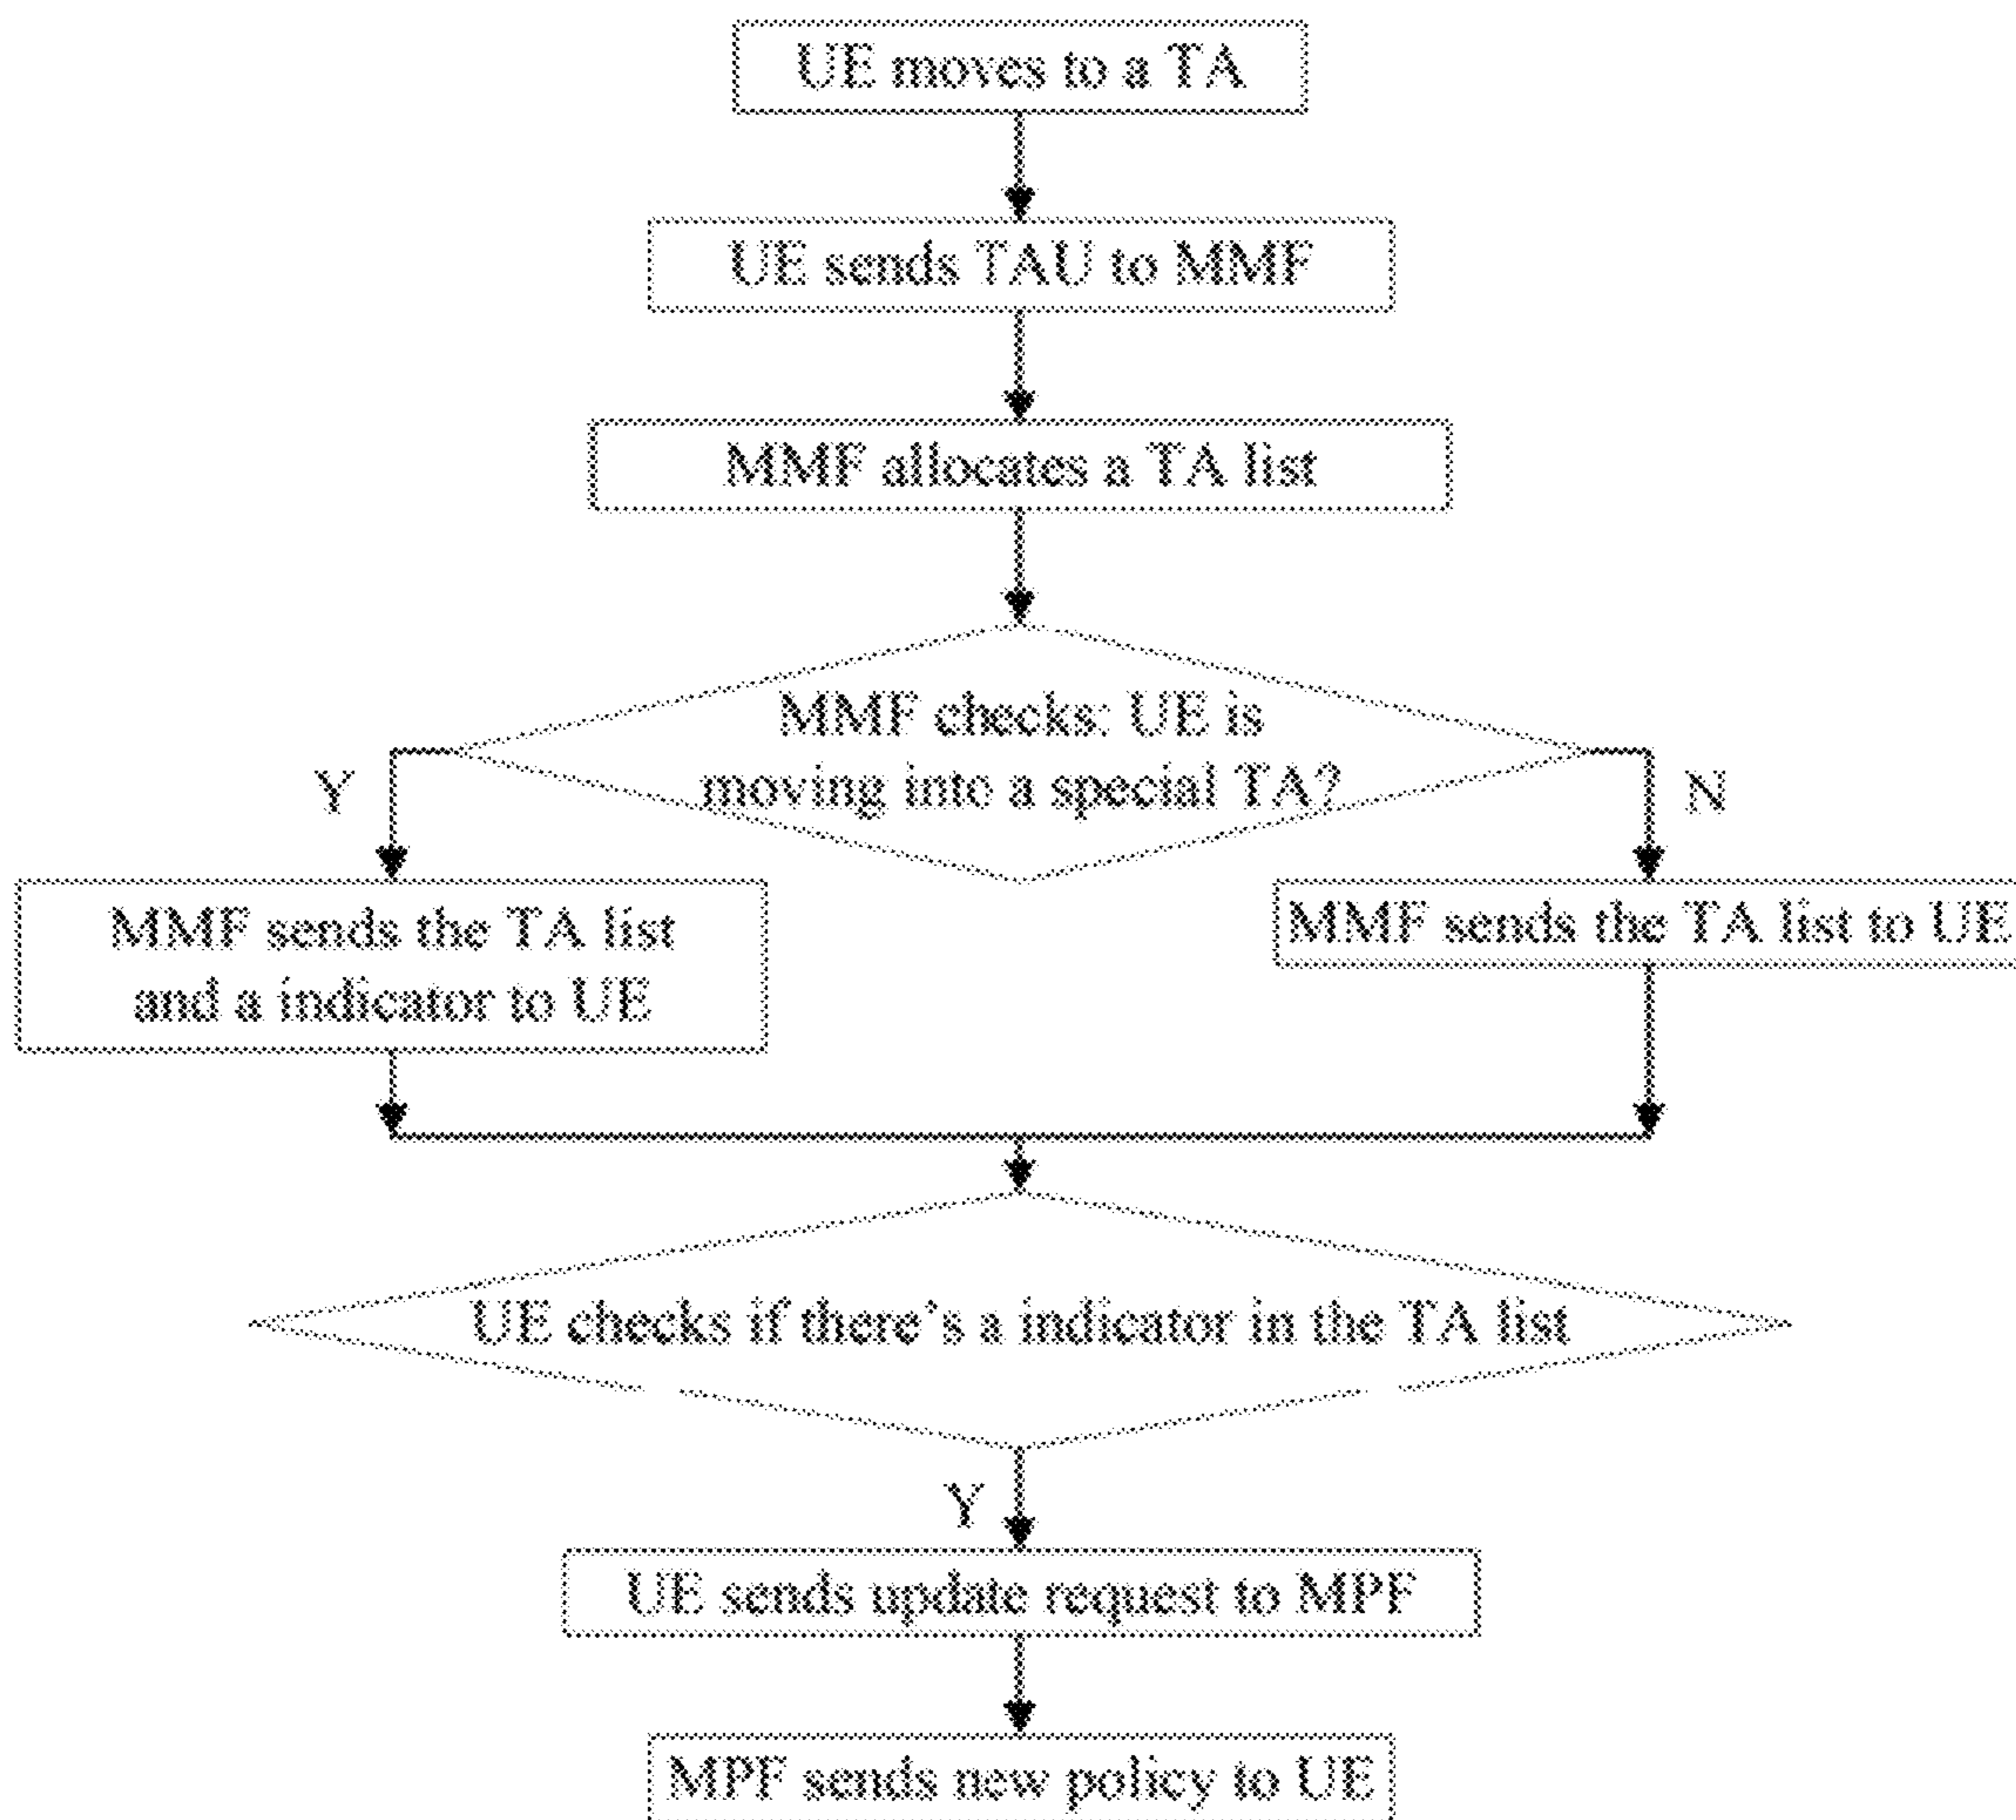 UE moves to a TA
UE sends TAU to MMF
MMF allocates a TA list
MMF checks: UE is
moving into a special TA?
Y
N
MMF sends the TA list
and a indicator to UE
MMF sends the TA list to UE
UE checks if there's a indicator in the TA list
Y
UE sends update request to MPF
MPF sends new policy to UE